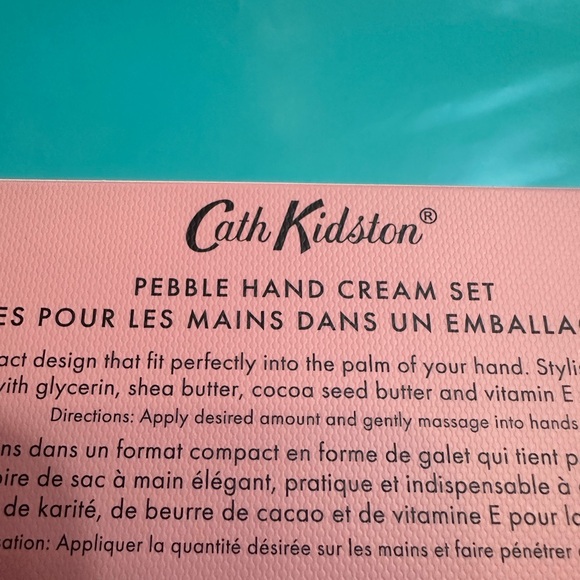 Cath Kidston®
PEBBLE HAND CREAM SET
ES POUR LES MAINS DANS UN EMBALLA
act design that fit perfectly into the palm of your hand. Stylis
with glycerin, shea butter, cocoa seed butter and vitamin E
Directions: Apply desired amount and gently massage into hands
ns dans un format compact en forme de galet qui tient p
oire de sac à main élégant, pratique et indispensable à
de karité, de beurre de cacao et de vitamine E pour la
sation: Appliquer la quantité désirée sur les mains et faire pénétrer